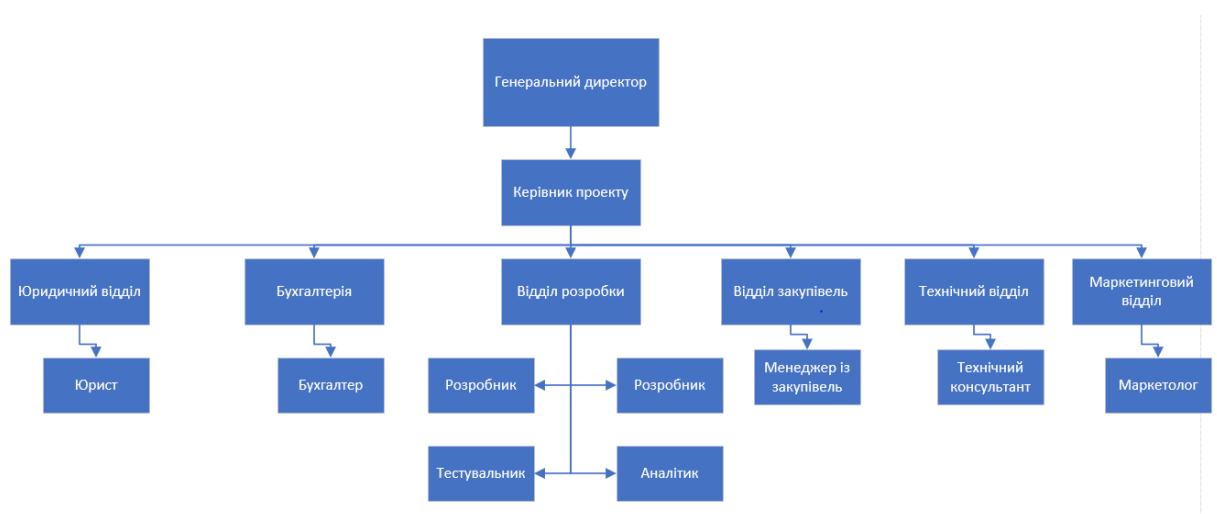 Генеральний директор
Керівник проекту
Юридичний відділ
Бухгалтерія
Відділ розробки
Відділ закупівель
Технічний відділ
Маркетинговий
відділ
Юрист
Бухгалтер
Розробник
Розробник
Менеджер із
закупівель
Технічний
консультант
Маркетолог
Тестувальник
Аналітик